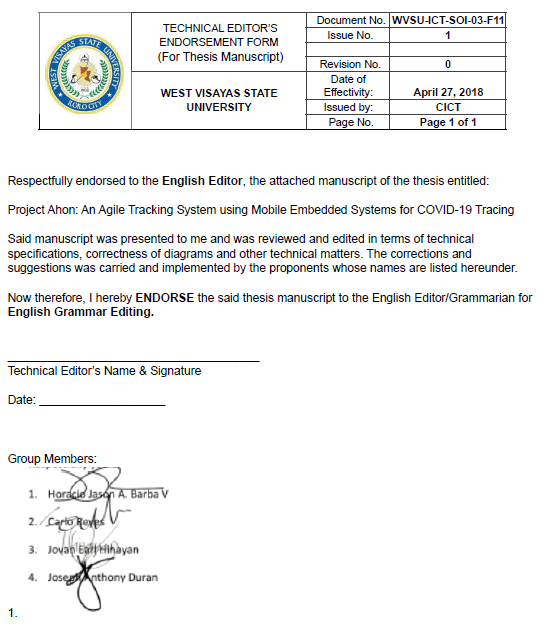 TECHNICAL EDITOR'S
ENDORSEMENT FORM
(For Thesis Manuscript)
Document No. WVSU-ICT-SOI-03-F11
Issue No. 1
Revision No. 0
WEST VISAYAS STATE
UNIVERSITY
Date of
Effectivity: April 27, 2018
Issued by: CICT
Page No. Page 1 of 1
WEST VISAYAS STATE UNIVERSITY
ILOILO CITY
Respectfully endorsed to the English Editor, the attached manuscript of the thesis entitled:
Project Ahon: An Agile Tracking System using Mobile Embedded Systems for COVID-19 Tracing
Said manuscript was presented to me and was reviewed and edited in terms of technical
specifications, correctness of diagrams and other technical matters. The corrections and
suggestions was carried and implemented by the proponents whose names are listed hereunder.
Now therefore, I hereby ENDORSE the said thesis manuscript to the English Editor/Grammarian for
English Grammar Editing.
Technical Editor's Name & Signature
Date:
Group Members:
1. Horacio Jason A. Barba V
2. Carlo Reyes
3. Jovan Earl Hihayan
4. Joseph Anthony Duran
1.